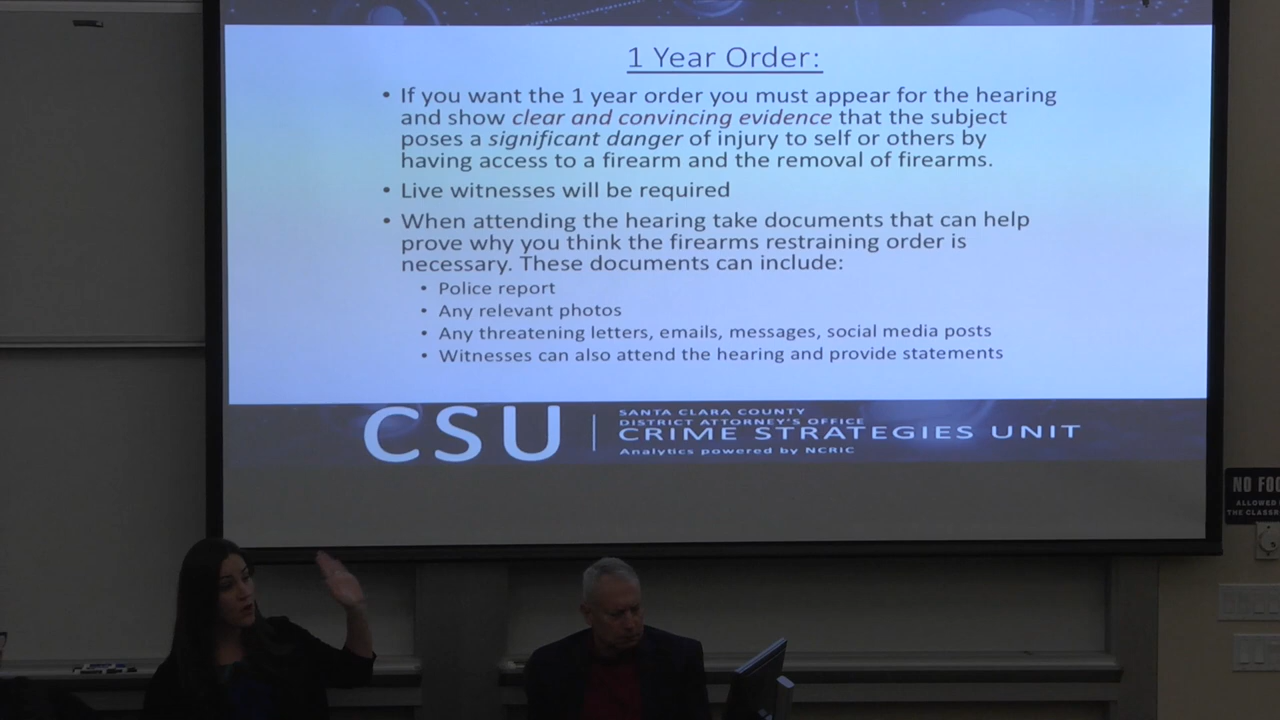 1 Year Order:
• If you want the 1 year order you must appear for the hearing
and show clear and convincing evidence that the subject
poses a significant danger of injury to self or others by
having access to a firearm and the removal of firearms.
• Live witnesses will be required
• When attending the hearing take documents that can help
prove why you think the firearms restraining order is
necessary. These documents can include:
• Police report
• Any relevant photos
• Any threatening letters, emails, messages, social media posts
• Witnesses can also attend the hearing and provide statements
CSU
SANTA CLARA COUNTY
DISTRICT ATTORNEY'S OFFICE
CRIME STRATEGIES UNIT
Analytics powered by NCRIC
NO
ALLOWED
THE